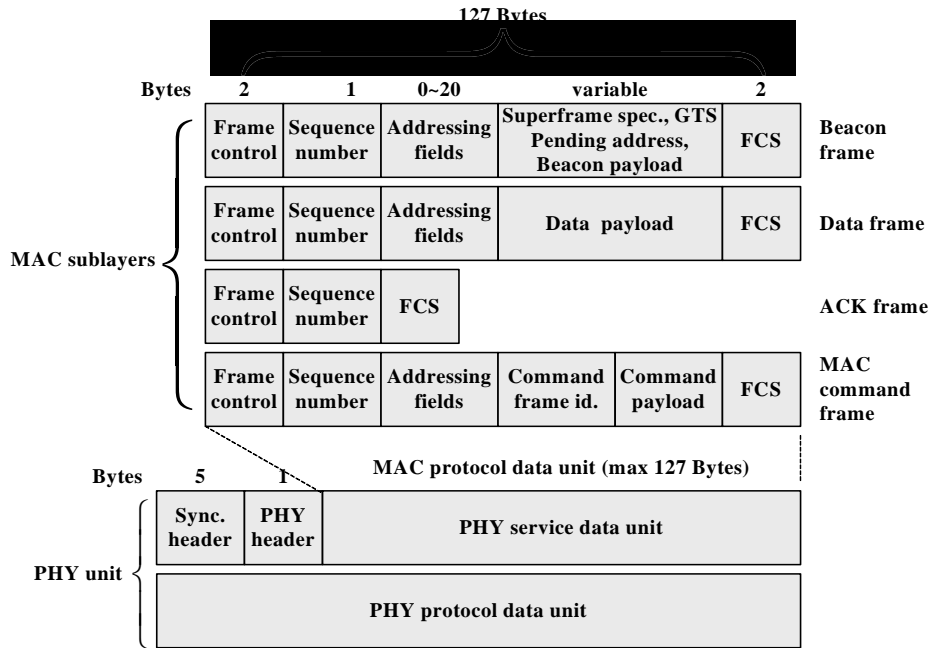 127 Bytes
Bytes 2 1 0~20 variable 2
Frame control
Sequence number
Addressing fields
Superframe spec., GTS
Pending address,
Beacon payload
FCS
Beacon frame
Frame control
Sequence number
Addressing fields
Data payload
FCS
Data frame
MAC sublayers
Frame control
Sequence number
FCS
ACK frame
Frame control
Sequence number
Addressing fields
Command frame id.
Command payload
FCS
MAC command frame
MAC protocol data unit (max 127 Bytes)
Bytes 5 1
Sync. header
PHY header
PHY service data unit
PHY unit
PHY protocol data unit